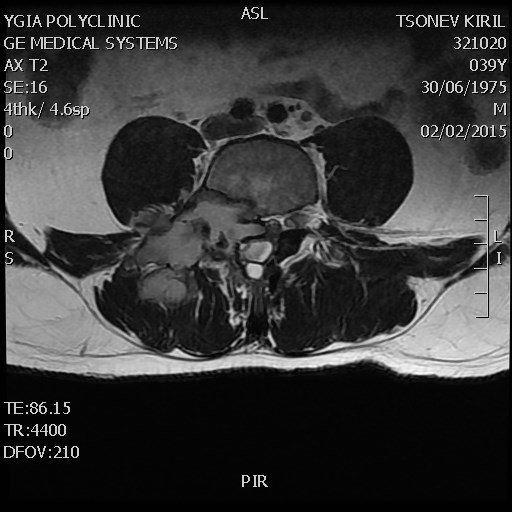 YGIA POLYCLINIC
GE MEDICAL SYSTEMS
AX T2
SE:16
4thk/ 4.6sp
0
0
ASL
TSONEV KIRIL
321020
039Y
30/06/1975
M
02/02/2015
R
S
L
I
TE:86.15
TR:4400
DFOV:210
PIR